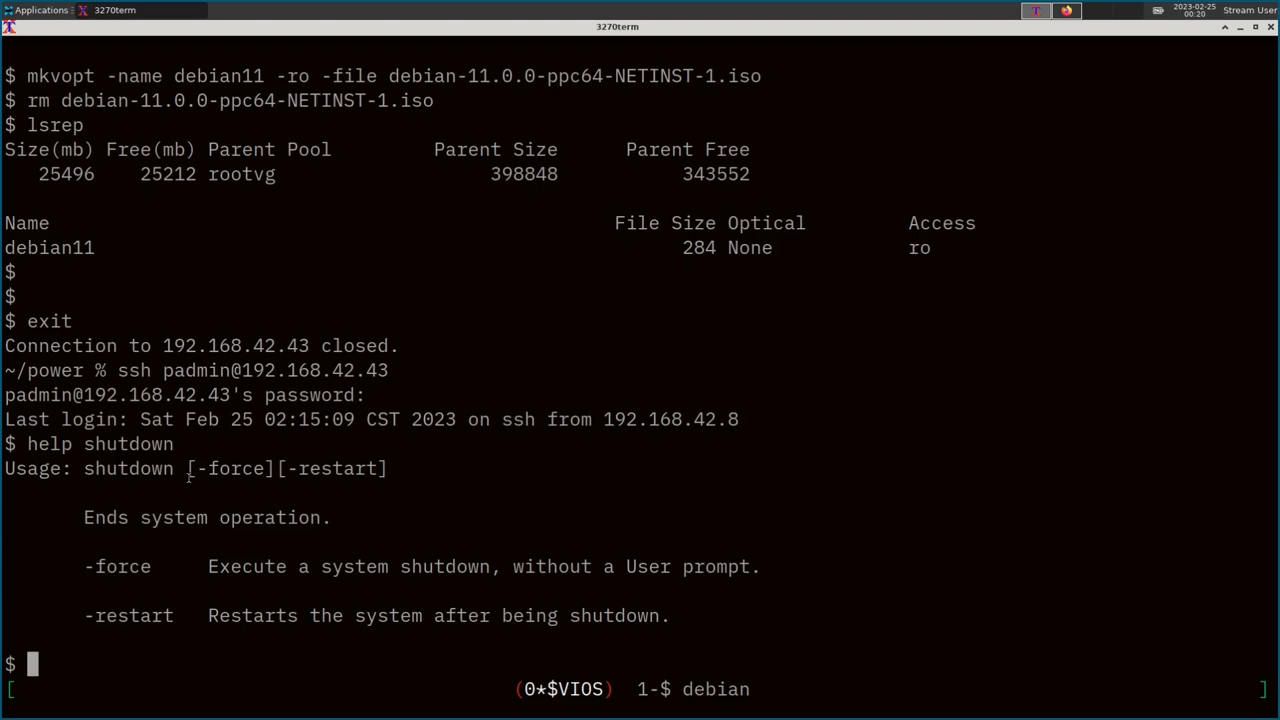 Applications
3270term
2023-02-25
00:20
Stream User
3270term
$ mkvopt -name debian11 -ro -file debian-11.0.0-ppc64-NETINST-1.iso
$ rm debian-11.0.0-ppc64-NETINST-1.iso
$ lsrep
Size(mb) Free(mb) Parent Pool Parent Size Parent Free
25496 25212 rootvg 398848 343552
Name File Size Optical Access
debian11 284 None ro
$
$
$ exit
Connection to 192.168.42.43 closed.
~/power % ssh padmin@192.168.42.43
padmin@192.168.42.43's password:
Last login: Sat Feb 25 02:15:09 CST 2023 on ssh from 192.168.42.8
$ help shutdown
Usage: shutdown [-force][-restart]
Ends system operation.
-force Execute a system shutdown, without a User prompt.
-restart Restarts the system after being shutdown.
$
[ (0*$VIOS) 1-$ debian ]